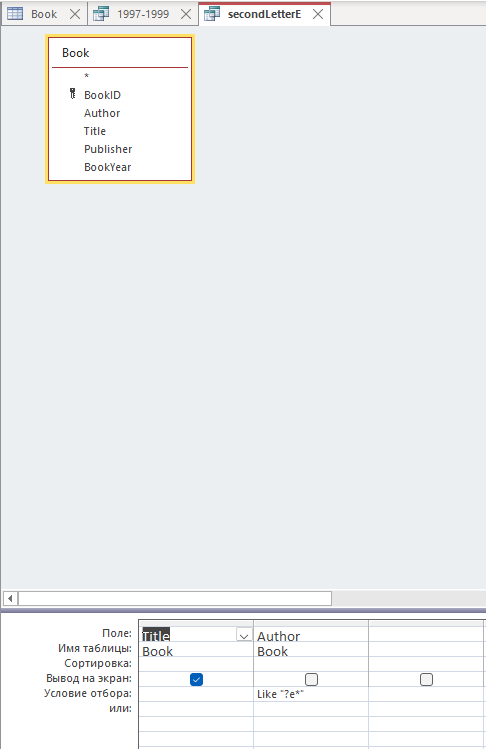 Book 1997-1999 secondLetterE
Book
*
BookID
Author
Title
Publisher
BookYear
Поле: Title Author
Имя таблицы: Book Book
Сортировка:
Вывод на экран:
Условие отбора: Like "?e*"
или: